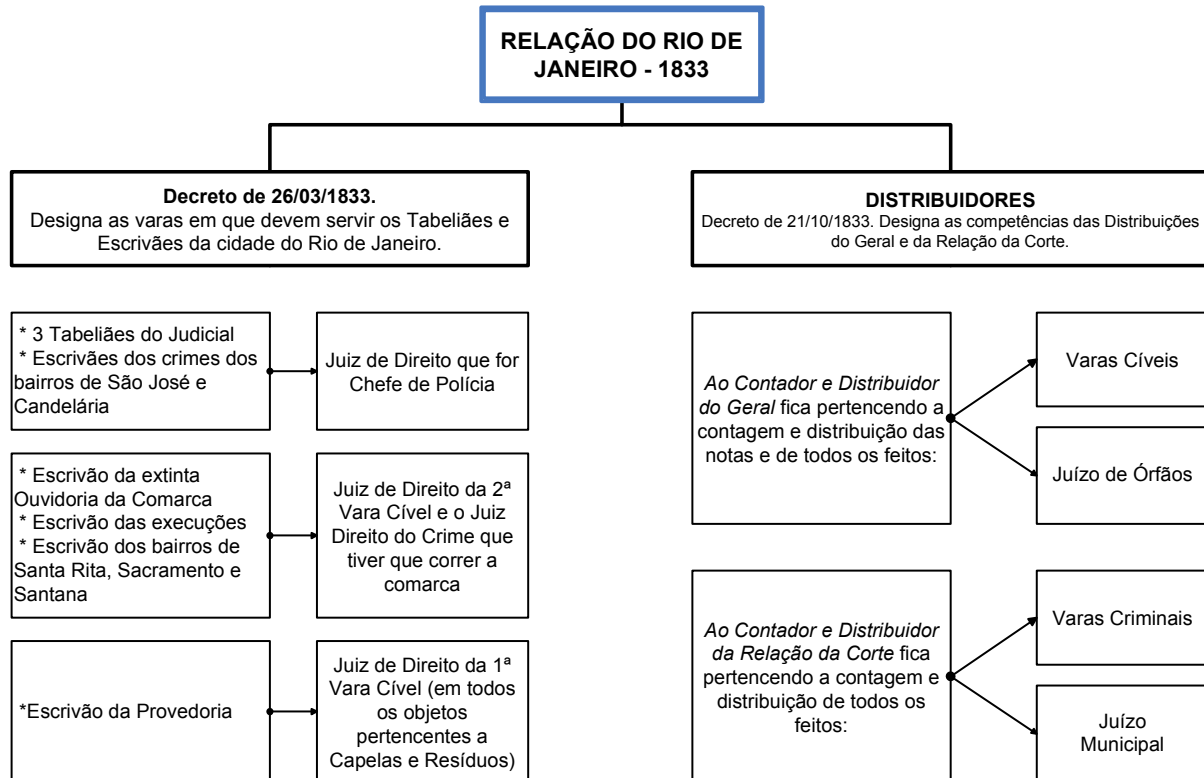 RELAÇÃO DO RIO DE
JANEIRO - 1833
Decreto de 26/03/1833.
Designa as varas em que devem servir os Tabeliães e
Escrivães da cidade do Rio de Janeiro.
* 3 Tabeliães do Judicial
* Escrivães dos crimes dos
bairros de São José e
Candelária
Juiz de Direito que for
Chefe de Polícia
* Escrivão da extinta
Ouvidoria da Comarca
* Escrivão das execuções
* Escrivão dos bairros de
Santa Rita, Sacramento e
Santana
Juiz de Direito da 2ª
Vara Cível e o Juiz
Direito do Crime que
tiver que correr a
comarca
*Escrivão da Provedoria
Juiz de Direito da 1ª
Vara Cível (em todos
os objetos
pertencentes a
Capelas e Resíduos)
DISTRIBUIDORES
Decreto de 21/10/1833. Designa as competências das Distribuições
do Geral e da Relação da Corte.
Ao Contador e Distribuidor
do Geral fica pertencendo a
contagem e distribuição das
notas e de todos os feitos:
Varas Cíveis
Juízo de Órfãos
Ao Contador e Distribuidor
da Relação da Corte fica
pertencendo a contagem e
distribuição de todos os
feitos:
Varas Criminais
Juízo
Municipal